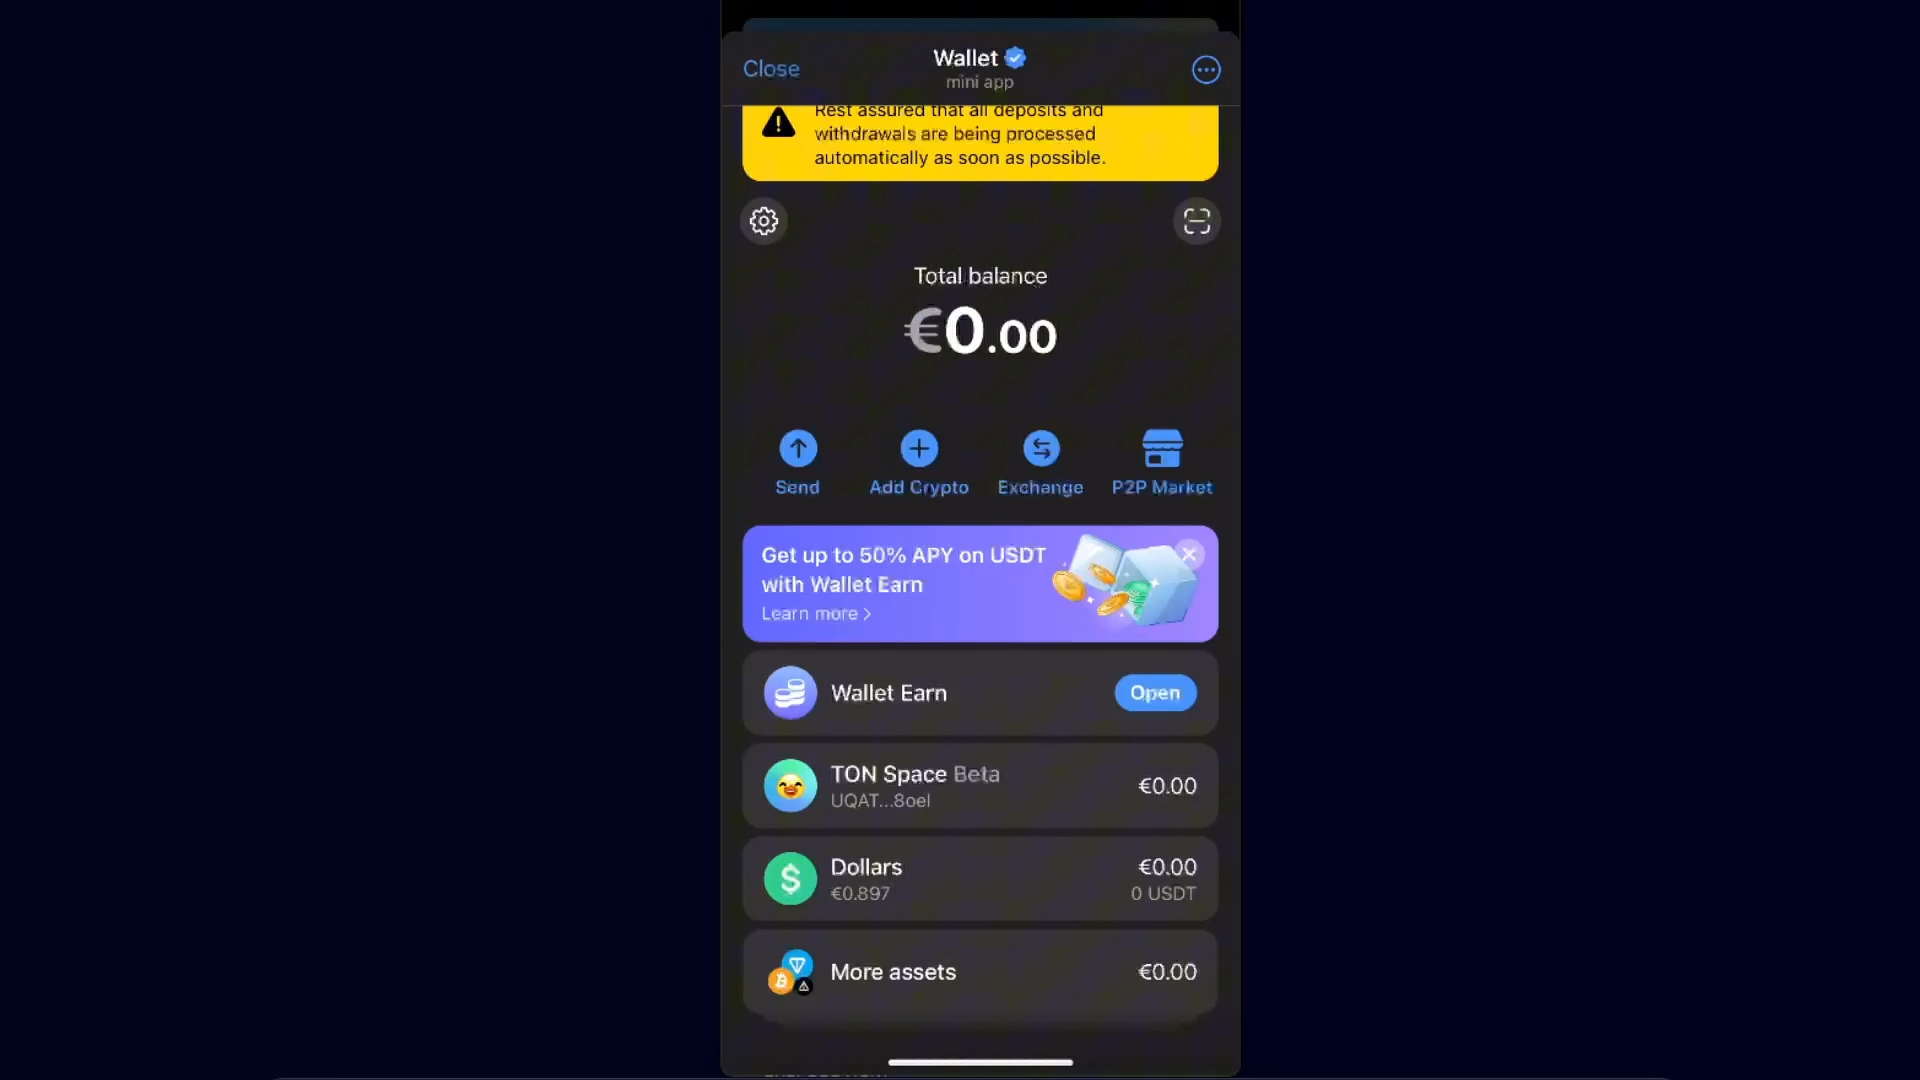 Close
Wallet
mini app
Rest assured that all deposits and
withdrawals are being processed
automatically as soon as possible.
Total balance
€0.00
Send
Add Crypto
Exchange
P2P Market
Get up to 50% APY on USDT
with Wallet Earn
Learn more >
Wallet Earn
Open
TON Space Beta
UQAT...8oel
€0.00
Dollars
€0.897
€0.00
0 USDT
More assets
€0.00